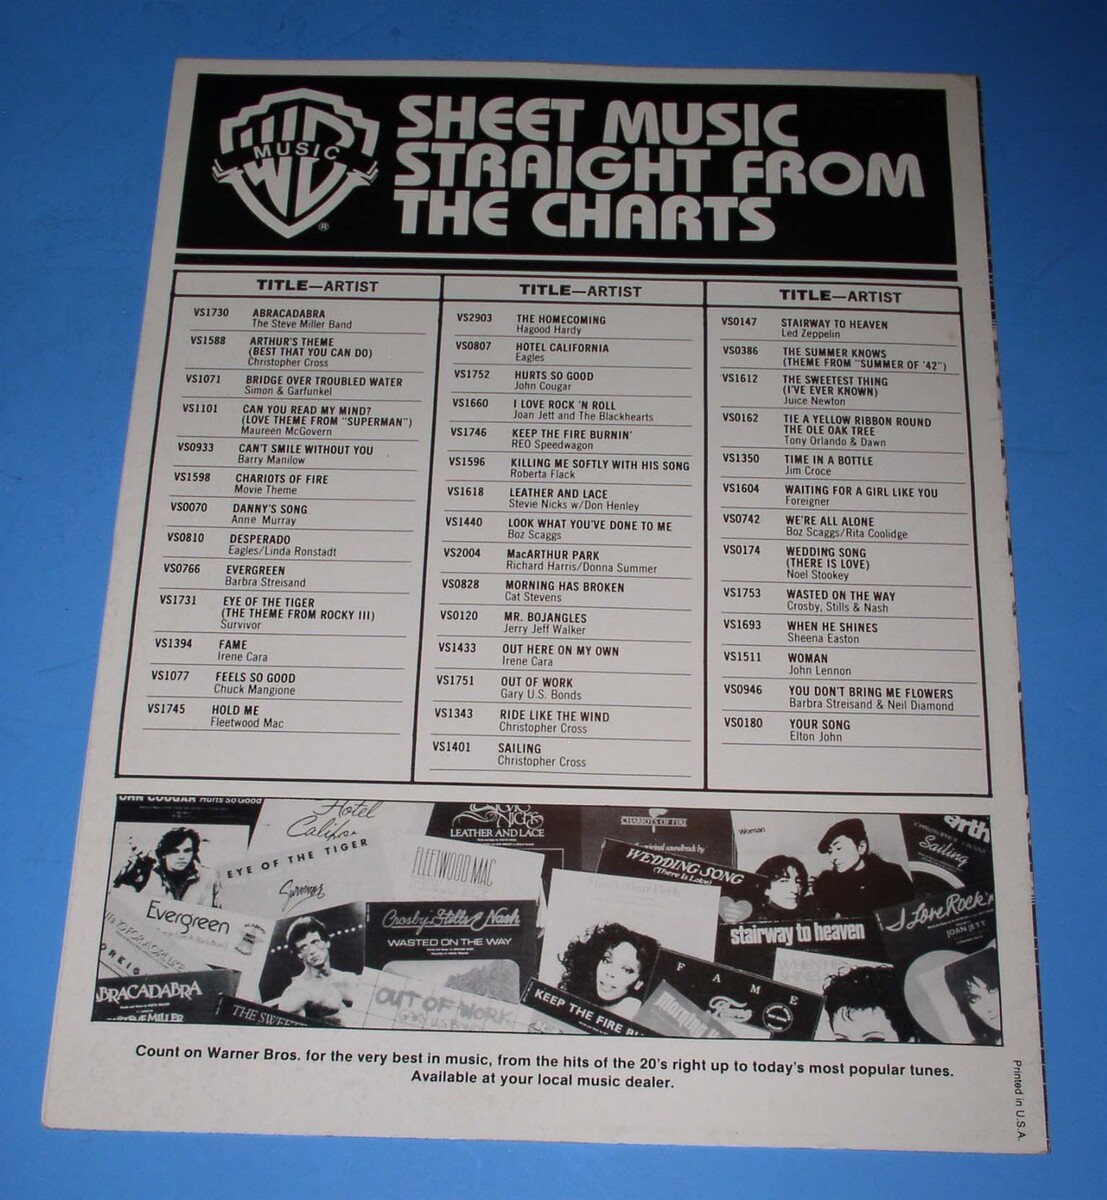 MUSIC
®
SHEET MUSIC
STRAIGHT FROM
THE CHARTS
TITLE—ARTIST
VS1730 ABRACADABRA
The Steve Miller Band
VS1588 ARTHUR'S THEME
(BEST THAT YOU CAN DO)
Christopher Cross
VS1071 BRIDGE OVER TROUBLED WATER
Simon & Garfunkel
VS1101 CAN YOU READ MY MIND?
(LOVE THEME FROM "SUPERMAN")
Maureen McGovern
VS0933 CAN'T SMILE WITHOUT YOU
Barry Manilow
VS1598 CHARIOTS OF FIRE
Movie Theme
VS0070 DANNY'S SONG
Anne Murray
VS0810 DESPERADO
Eagles/Linda Ronstadt
VS0766 EVERGREEN
Barbra Streisand
VS1731 EYE OF THE TIGER
(THE THEME FROM ROCKY III)
Survivor
VS1394 FAME
Irene Cara
VS1077 FEELS SO GOOD
Chuck Mangione
VS1745 HOLD ME
Fleetwood Mac
TITLE—ARTIST
VS2903 THE HOMECOMING
Hagood Hardy
VS0807 HOTEL CALIFORNIA
Eagles
VS1752 HURTS SO GOOD
John Cougar
VS1660 I LOVE ROCK 'N ROLL
Joan Jett and The Blackhearts
VS1746 KEEP THE FIRE BURNIN'
REO Speedwagon
VS1596 KILLING ME SOFTLY WITH HIS SONG
Roberta Flack
VS1618 LEATHER AND LACE
Stevie Nicks w/Don Henley
VS1440 LOOK WHAT YOU'VE DONE TO ME
Boz Scaggs
VS2004 MacARTHUR PARK
Richard Harris/Donna Summer
VS0828 MORNING HAS BROKEN
Cat Stevens
VS0120 MR. BOJANGLES
Jerry Jeff Walker
VS1433 OUT HERE ON MY OWN
Irene Cara
VS1751 OUT OF WORK
Gary U.S. Bonds
VS1343 RIDE LIKE THE WIND
Christopher Cross
VS1401 SAILING
Christopher Cross
TITLE—ARTIST
VS0147 STAIRWAY TO HEAVEN
Led Zeppelin
VS0386 THE SUMMER KNOWS
(THEME FROM "SUMMER OF '42")
VS1612 THE SWEETEST THING
(I'VE EVER KNOWN)
Juice Newton
VS0162 TIE A YELLOW RIBBON ROUND
THE OLE OAK TREE
Tony Orlando & Dawn
VS1350 TIME IN A BOTTLE
Jim Croce
VS1604 WAITING FOR A GIRL LIKE YOU
Foreigner
VS0742 WE'RE ALL ALONE
Boz Scaggs/Rita Coolidge
VS0174 WEDDING SONG
(THERE IS LOVE)
Noel Stookey
VS1753 WASTED ON THE WAY
Crosby, Stills & Nash
VS1693 WHEN HE SHINES
Sheena Easton
VS1511 WOMAN
John Lennon
VS0946 YOU DON'T BRING ME FLOWERS
Barbra Streisand & Neil Diamond
VS0180 YOUR SONG
Elton John
COUGAR Hurts So Good
Hotel
EYE OF THE TIGER
Survivor
Nicks
LEATHER AND LACE
FLEETWOOD MAC
CHARIOTS OF FIRE
WEDDING SONG
(There Is Love)
Woman
Sailing
Evergreen
Crosby, Stills & Nash
WASTED ON THE WAY
stairway to heaven
I Love Rock 'n
JOAN JETT
ABRACADABRA
MILLER
THE SWEET
OUT OF WORK
KEEP THE FIRE BU
FAME
Fame
Morning
Count on Warner Bros. for the very best in music, from the hits of the 20's right up to today's most popular tunes.
Available at your local music dealer.
Printed in U.S.A.